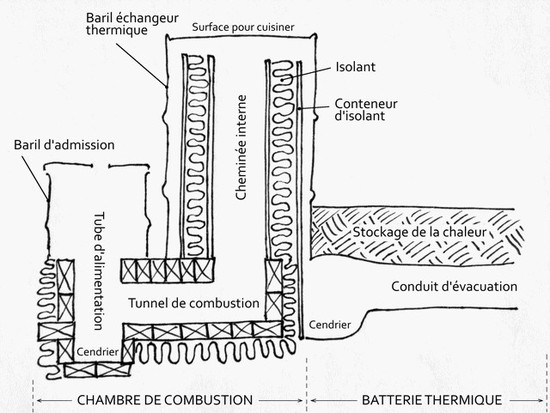 Baril échangeur
thermique
Surface pour cuisiner
Isolant
Conteneur
d'isolant
Cheminée interne
Baril d'admission
Tube d'alimentation
Stockage de la chaleur
Tunnel de combustion
Conduit d'évacuation
Cendrier
Cendrier
CHAMBRE DE COMBUSTION
BATTERIE THERMIQUE